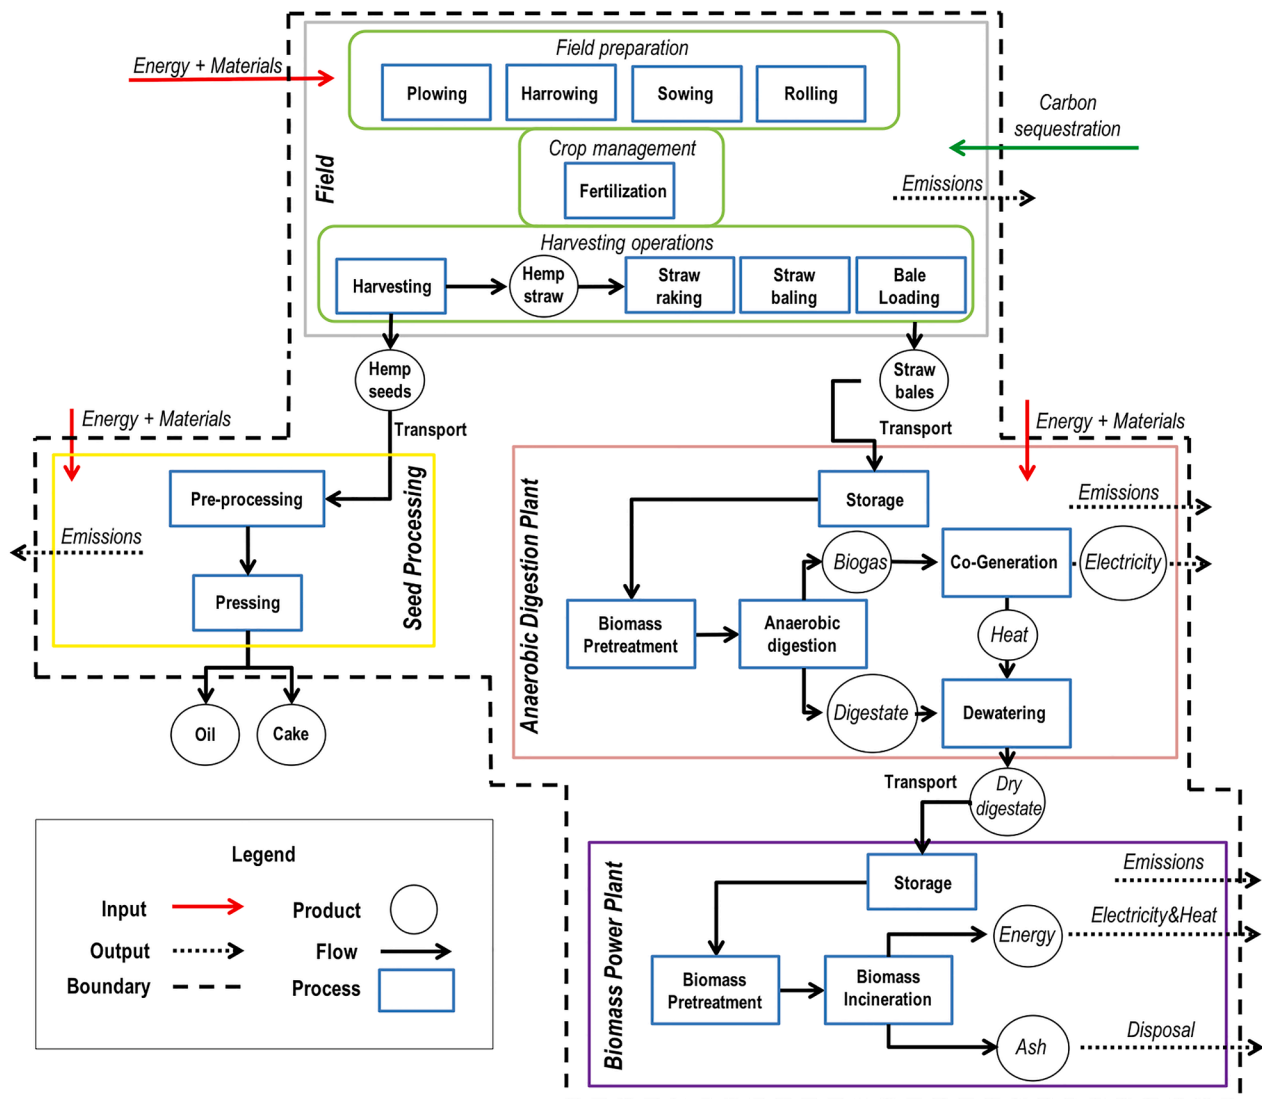 Field preparation
Energy + Materials
Plowing
Harrowing
Sowing
Rolling
Carbon
sequestration
Crop management
Field
Fertilization
Emissions
Harvesting operations
Harvesting
Hemp
straw
Straw
raking
Straw
baling
Bale
Loading
Hemp
seeds
Straw
bales
Energy + Materials
Transport
Transport
Energy + Materials
Seed Processing
Pre-processing
Emissions
Pressing
Oil
Cake
Anaerobic Digestion Plant
Storage
Emissions
Biogas
Co-Generation
Electricity
Biomass
Pretreatment
Anaerobic
digestion
Heat
Digestate
Dewatering
Transport
Dry
digestate
Legend
Input
Product
Output
Flow
Boundary
Process
Biomass Power Plant
Storage
Emissions
Electricity&Heat
Energy
Biomass
Pretreatment
Biomass
Incineration
Ash
Disposal